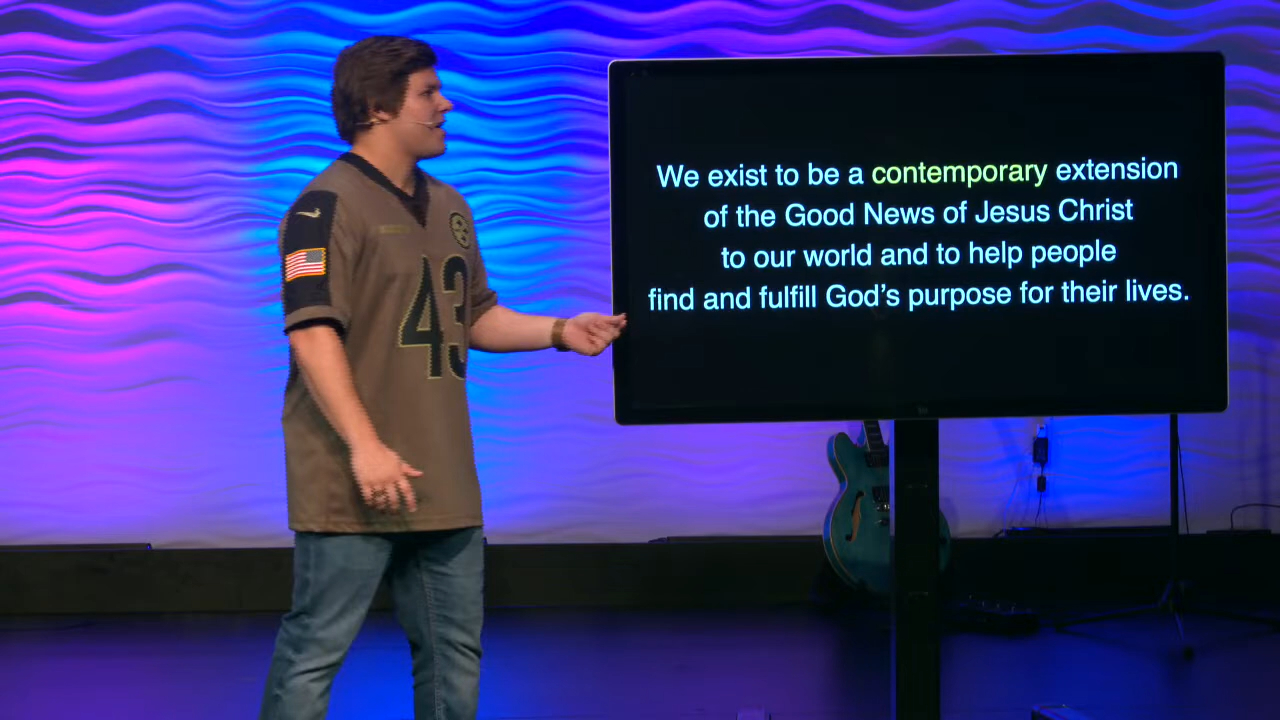 We exist to be a contemporary extension
of the Good News of Jesus Christ
to our world and to help people
find and fulfill God's purpose for their lives.
43